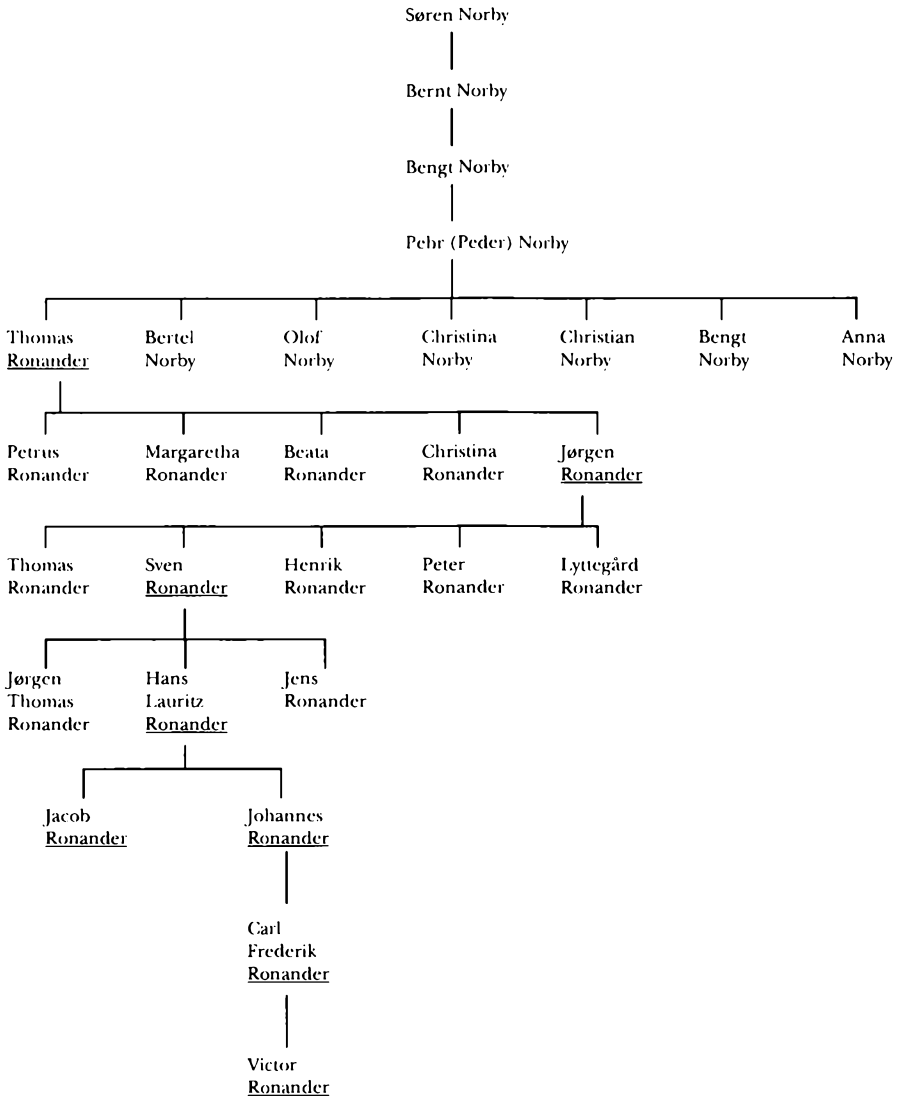 Søren Norby
Bernt Norby
Bengt Norby
Pehr (Peder) Norby
Thomas
Ronander
Bertel
Norby
Olof
Norby
Christina
Norby
Christian
Norby
Bengt
Norby
Anna
Norby
Petrus
Ronander
Margaretha
Ronander
Beata
Ronander
Christina
Ronander
Jørgen
Ronander
Thomas
Ronander
Sven
Ronander
Henrik
Ronander
Peter
Ronander
Lyttegård
Ronander
Jørgen
Thomas
Ronander
Hans
Lauritz
Ronander
Jens
Ronander
Jacob
Ronander
Johannes
Ronander
Carl
Frederik
Ronander
Victor
Ronander